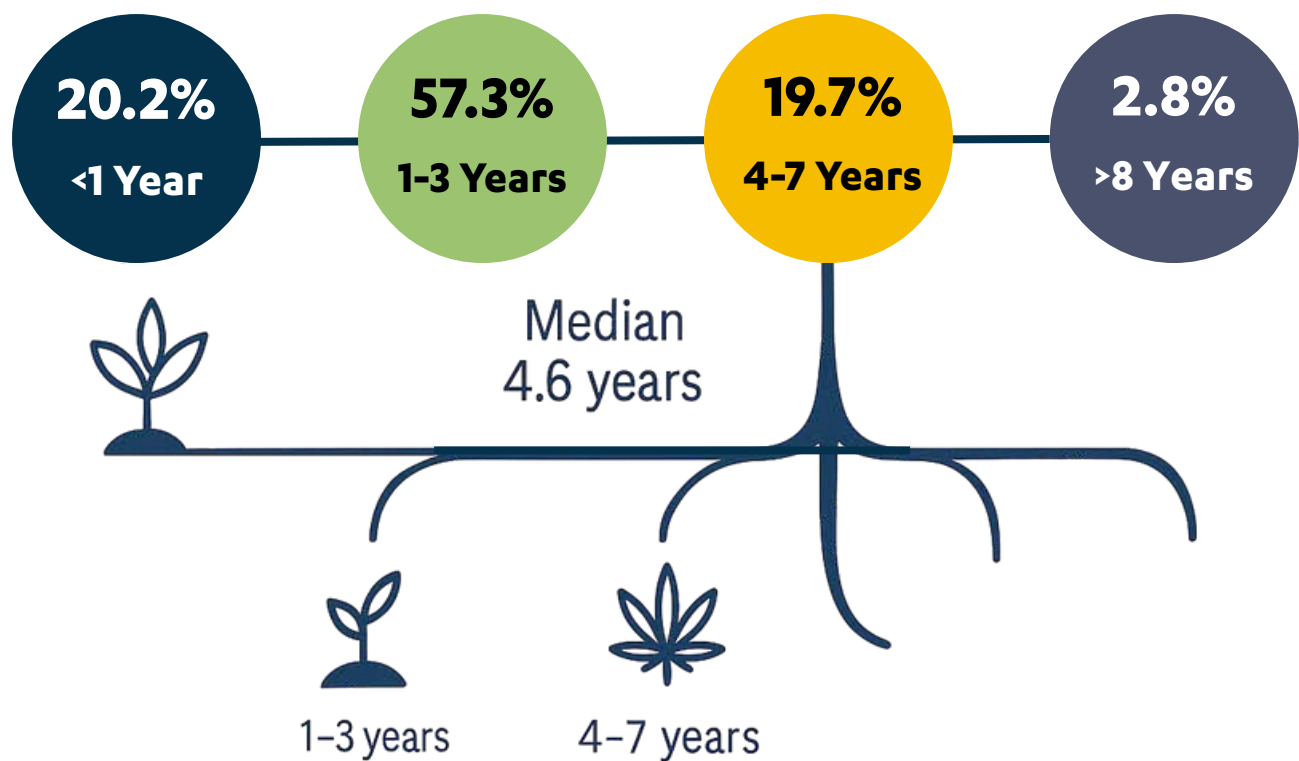 20.2%
<1 Year
57.3%
1-3 Years
19.7%
4-7 Years
2.8%
>8 Years
Median
4.6 years
1–3 years
4–7 years